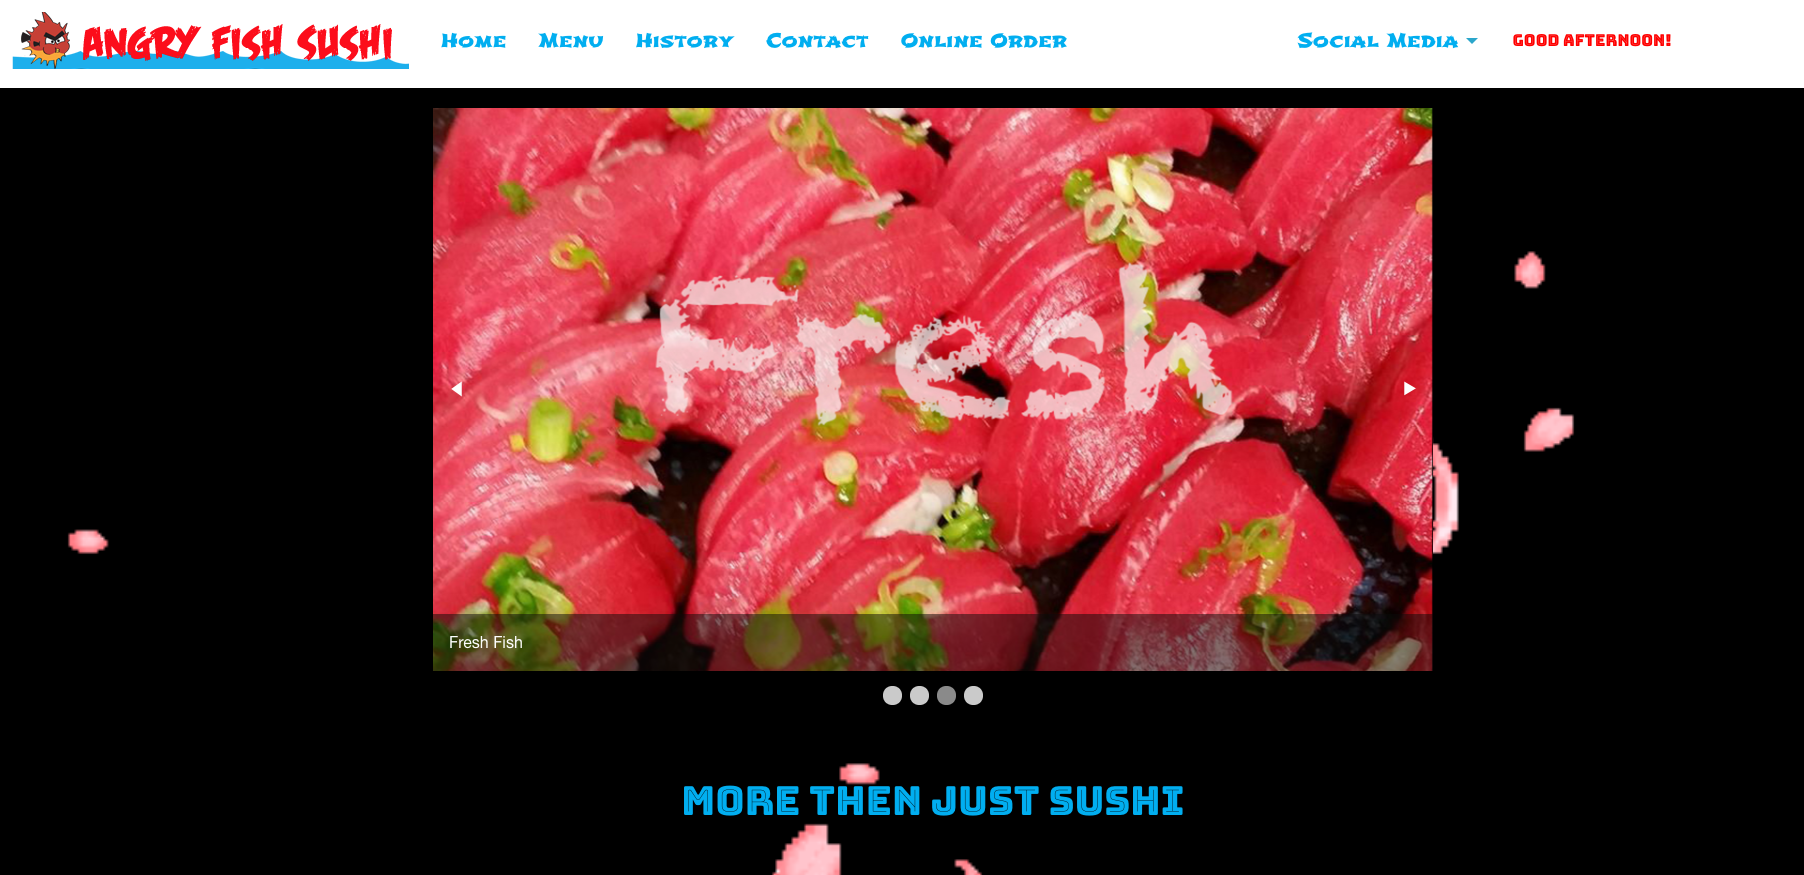 ANGRY FISH SUSHI
Home Menu History Contact Online Order Social Media GOOD AFTERNOON!
Fresh
Fresh Fish
MORE THEN JUST SUSHI